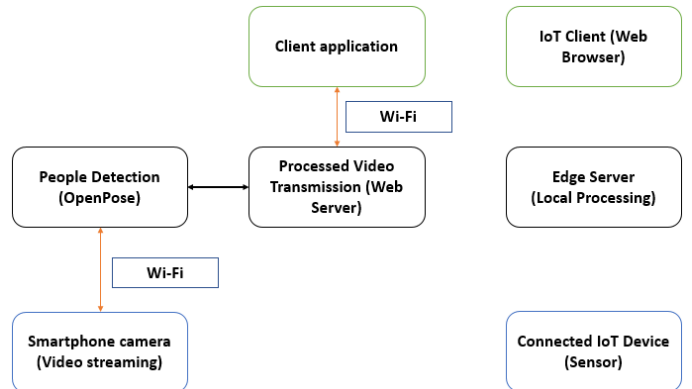 Client application
IoT Client (Web
Browser)
Wi-Fi
People Detection
(OpenPose)
Processed Video
Transmission (Web
Server)
Edge Server
(Local Processing)
Wi-Fi
Smartphone camera
(Video streaming)
Connected IoT Device
(Sensor)